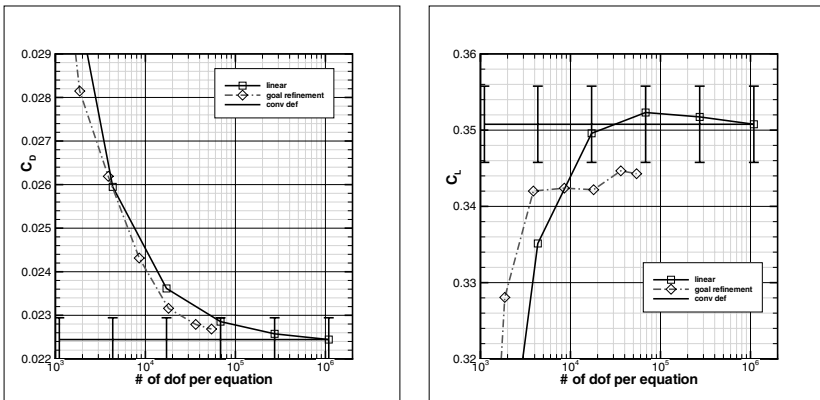 0.029
0.028
0.027
0.026
0.025
0.024
0.023
0.022
C_D
10^3
10^4
10^5
10^6
# of dof per equation
linear
goal refinement
conv def
0.36
0.35
0.34
0.33
0.32
C_L
10^3
10^4
10^5
10^6
# of dof per equation
linear
goal refinement
conv def